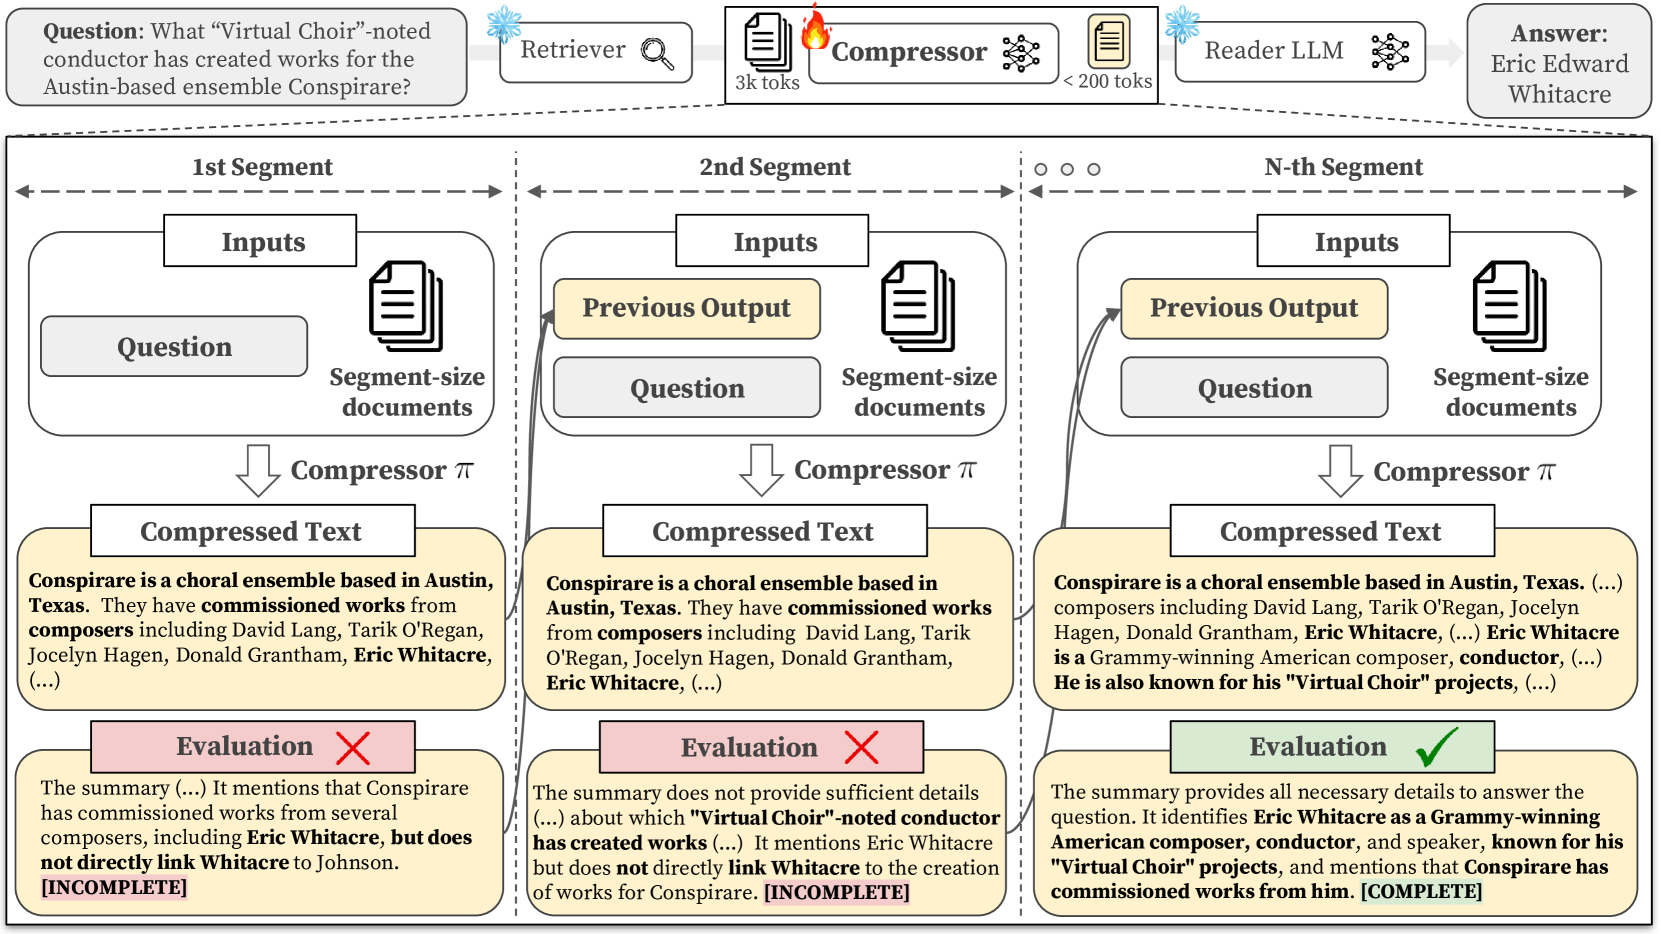 Question: What “Virtual Choir”-noted
conductor has created works for the
Austin-based ensemble Conspirare?
Retriever
3k toks
Compressor
< 200 toks
Reader LLM
Answer:
Eric Edward
Whitacre
1st Segment
Inputs
Question
Segment-size
documents
Compressor π
Compressed Text
Conspirare is a choral ensemble based in Austin,
Texas. They have commissioned works from
composers including David Lang, Tarik O'Regan,
Jocelyn Hagen, Donald Grantham, Eric Whitacre,
(...)
Evaluation
The summary (...) It mentions that Conspirare
has commissioned works from several
composers, including Eric Whitacre, but does
not directly link Whitacre to Johnson.
[INCOMPLETE]
2nd Segment
Inputs
Previous Output
Question
Segment-size
documents
Compressor π
Compressed Text
Conspirare is a choral ensemble based in
Austin, Texas. They have commissioned works
from composers including David Lang, Tarik
O'Regan, Jocelyn Hagen, Donald Grantham,
Eric Whitacre, (...)
Evaluation
The summary does not provide sufficient details
(...) about which "Virtual Choir"-noted conductor
has created works (...) It mentions Eric Whitacre
but does not directly link Whitacre to the creation
of works for Conspirare. [INCOMPLETE]
N-th Segment
Inputs
Previous Output
Question
Segment-size
documents
Compressor π
Compressed Text
Conspirare is a choral ensemble based in Austin, Texas. (...)
composers including David Lang, Tarik O'Regan, Jocelyn
Hagen, Donald Grantham, Eric Whitacre, (...) Eric Whitacre
is a Grammy-winning American composer, conductor, (...)
He is also known for his "Virtual Choir" projects, (...)
Evaluation
The summary provides all necessary details to answer the
question. It identifies Eric Whitacre as a Grammy-winning
American composer, conductor, and speaker, known for his
"Virtual Choir" projects, and mentions that Conspirare has
commissioned works from him. [COMPLETE]